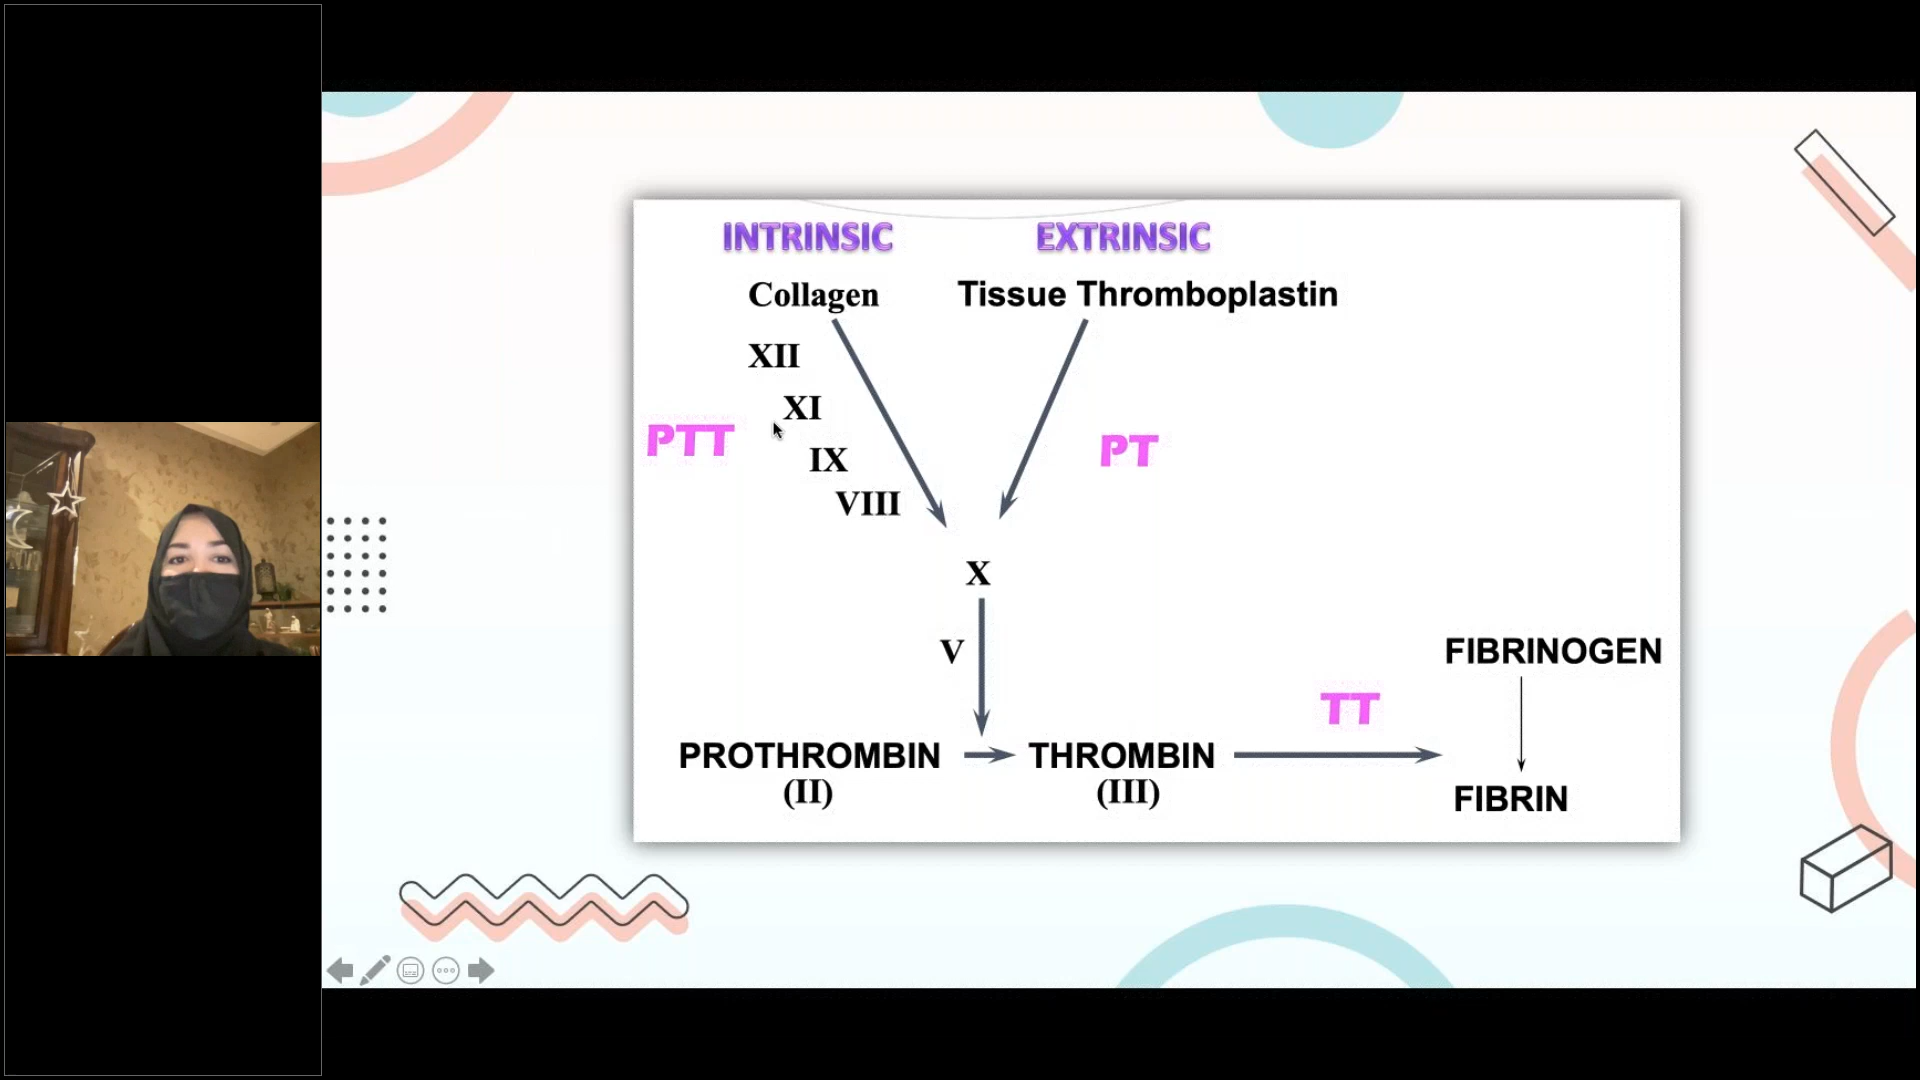 INTRINSIC
EXTRINSIC
Collagen
Tissue Thromboplastin
XII
XI
PTT
IX
PT
VIII
X
V
FIBRINOGEN
TT
PROTHROMBIN
THROMBIN
(II)
(III)
FIBRIN